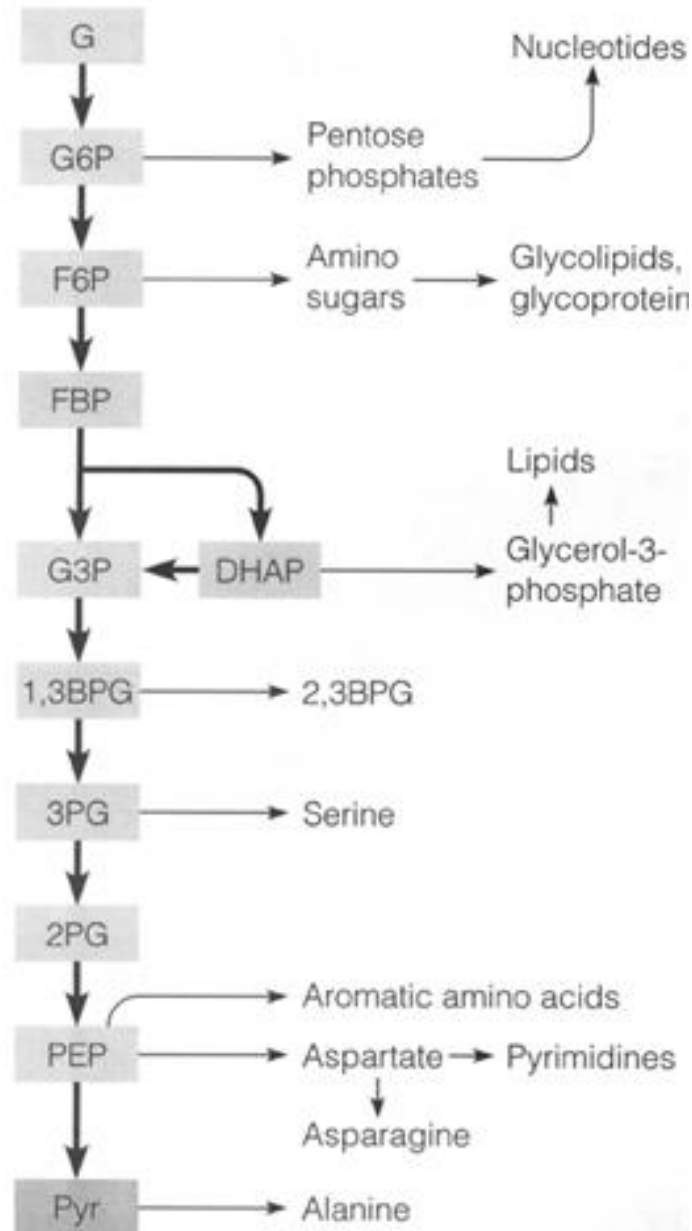 G
Nucleotides
G6P
Pentose
phosphates
F6P
Amino
sugars
Glycolipids,
glycoprotein
FBP
Lipids
G3P
DHAP
Glycerol-3-
phosphate
1,3BPG
2,3BPG
3PG
Serine
2PG
Aromatic amino acids
PEP
Aspartate
Pyrimidines
Asparagine
Pyr
Alanine